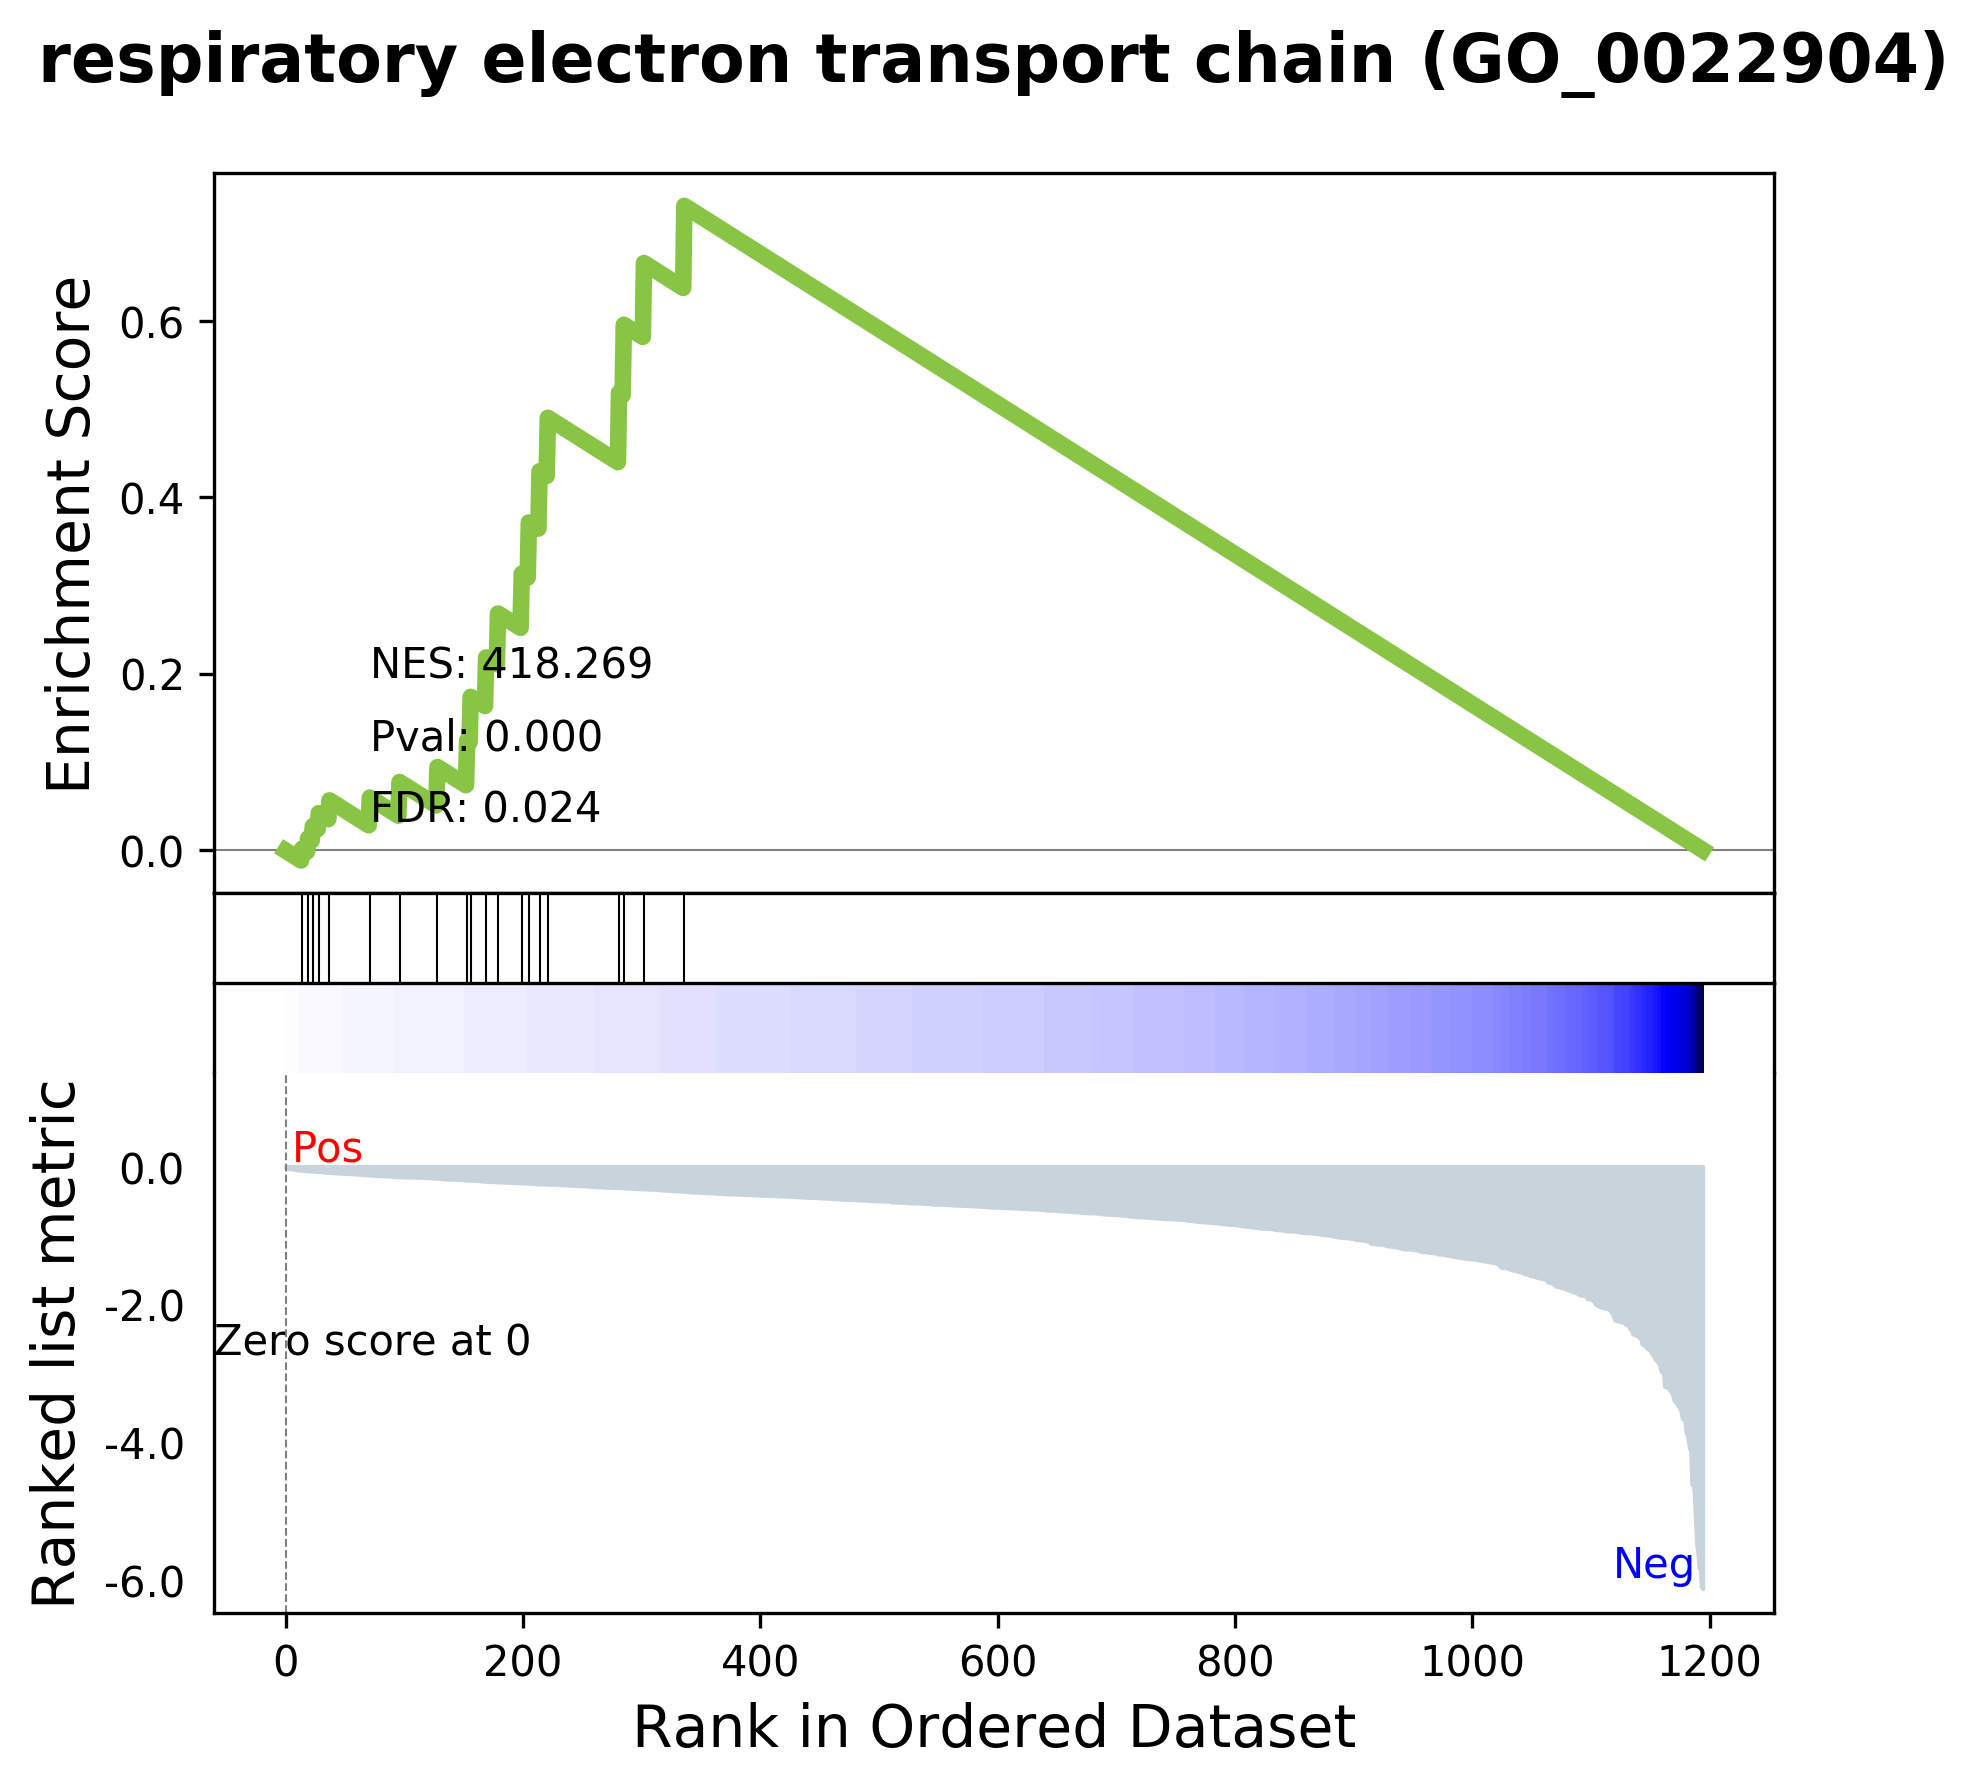 respiratory electron transport chain (GO_0022904)
Enrichment Score
0.6
0.4
0.2
0.0
NES: 418.269
Pval: 0.000
FDR: 0.024
Ranked list metric
0.0
-2.0
-4.0
-6.0
Pos
Zero score at 0
Neg
0 200 400 600 800 1000 1200
Rank in Ordered Dataset